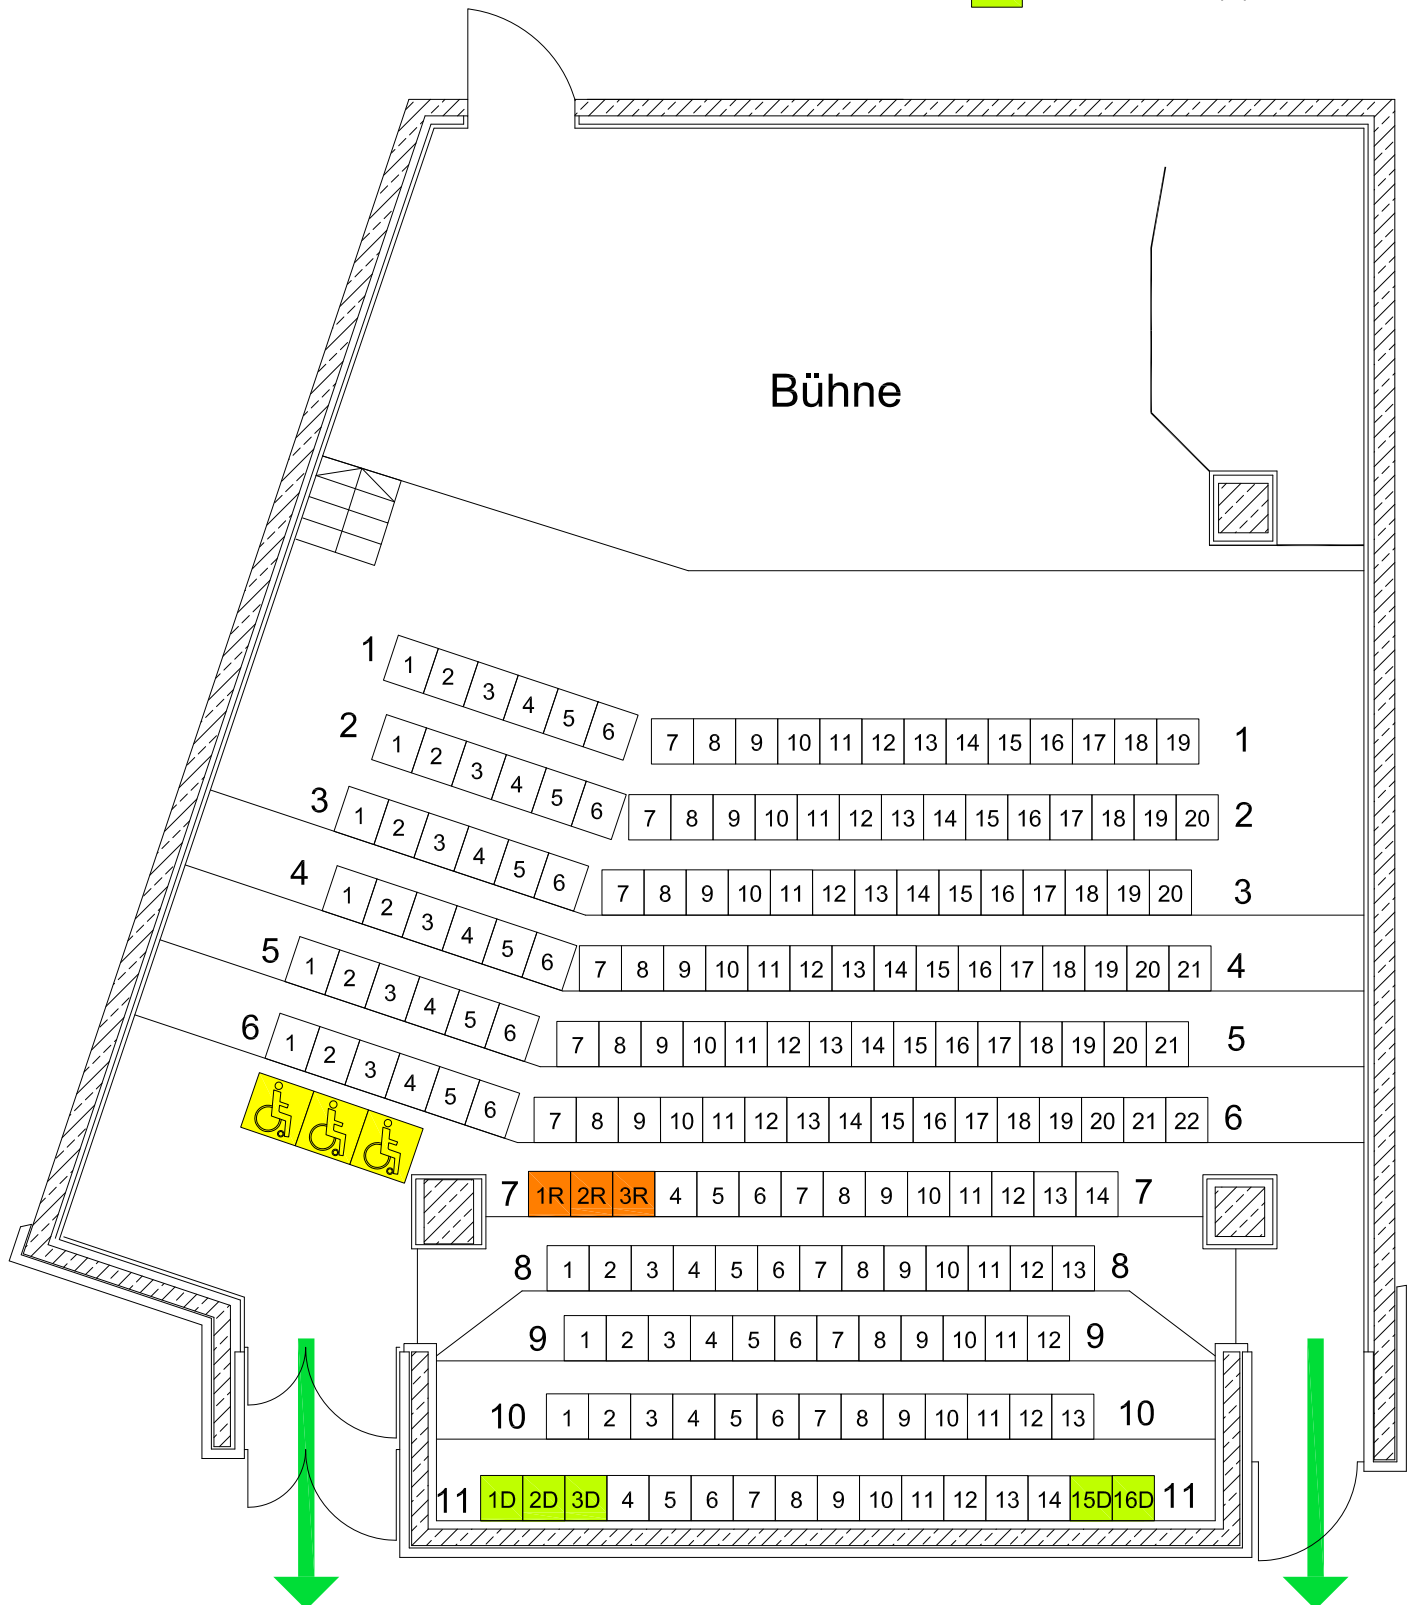 Bühne
1 1 2 3 4 5 6 7 8 9 10 11 12 13 14 15 16 17 18 19 1
2 1 2 3 4 5 6 7 8 9 10 11 12 13 14 15 16 17 18 19 20 2
3 1 2 3 4 5 6 7 8 9 10 11 12 13 14 15 16 17 18 19 20 3
4 1 2 3 4 5 6 7 8 9 10 11 12 13 14 15 16 17 18 19 20 21 4
5 1 2 3 4 5 6 7 8 9 10 11 12 13 14 15 16 17 18 19 20 21 5
6 1 2 3 4 5 6 7 8 9 10 11 12 13 14 15 16 17 18 19 20 21 22 6
7 1R 2R 3R 4 5 6 7 8 9 10 11 12 13 14 7
8 1 2 3 4 5 6 7 8 9 10 11 12 13 8
9 1 2 3 4 5 6 7 8 9 10 11 12 9
10 1 2 3 4 5 6 7 8 9 10 11 12 13 10
11 1D 2D 3D 4 5 6 7 8 9 10 11 12 13 14 15D 16D 11